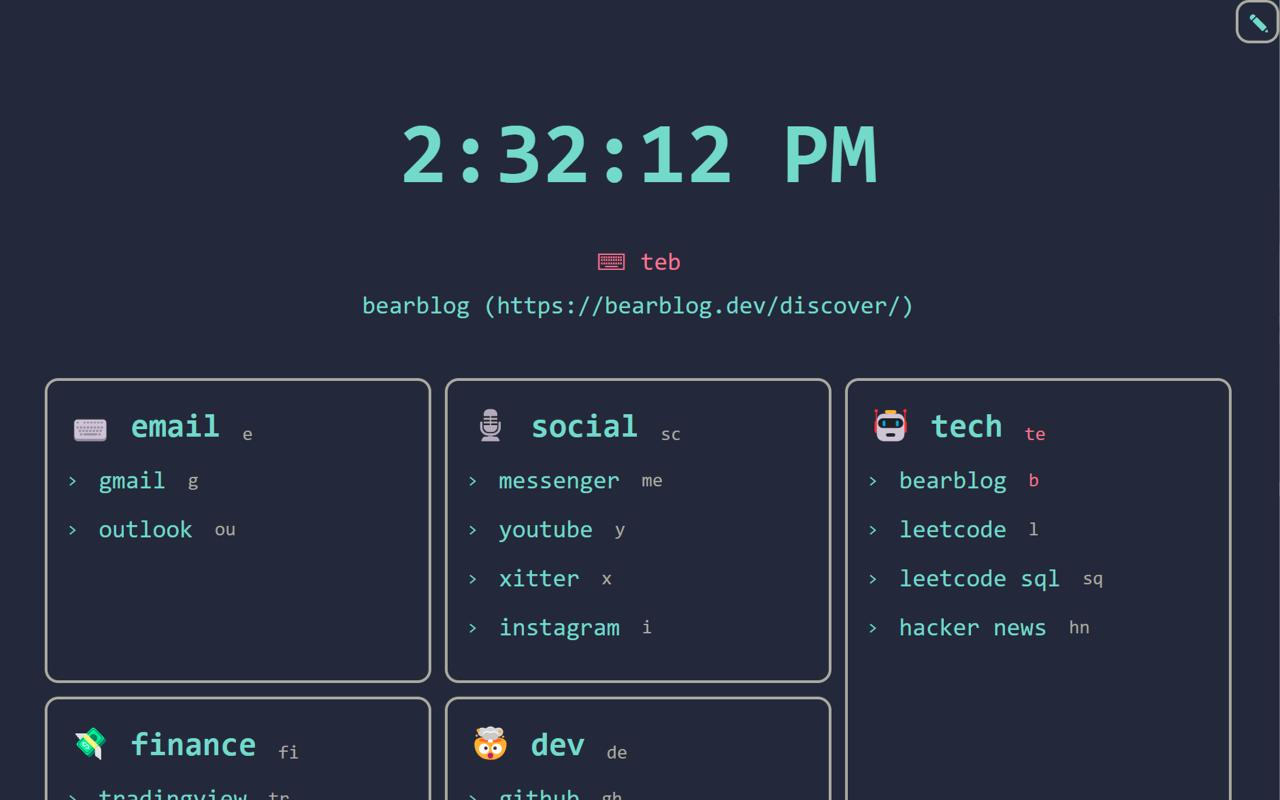 2:32:12 PM
teb
bearblog (https://bearblog.dev/discover/)
email e
> gmail g
> outlook ou
social sc
> messenger me
> youtube y
> xitter x
> instagram i
tech te
> bearblog b
> leetcode l
> leetcode sql sq
> hacker news hn
finance fi
> tradingview tr
dev de
> github gh